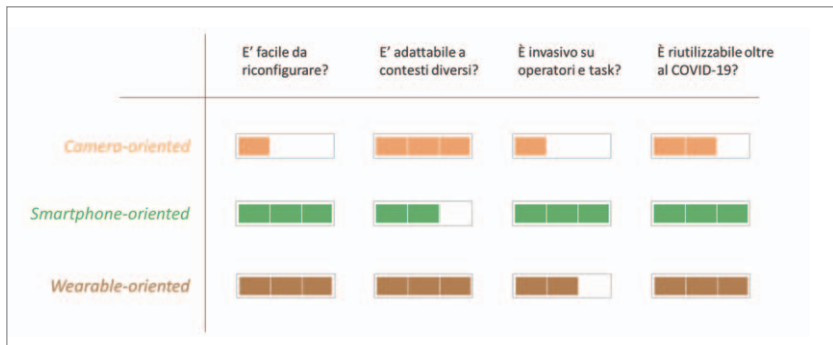 E' facile da
riconfigurare?
E' adattabile a
contesti diversi?
È invasivo su
operatori e task?
È riutilizzabile oltre
al COVID-19?
Camera-oriented
Smartphone-oriented
Wearable-oriented